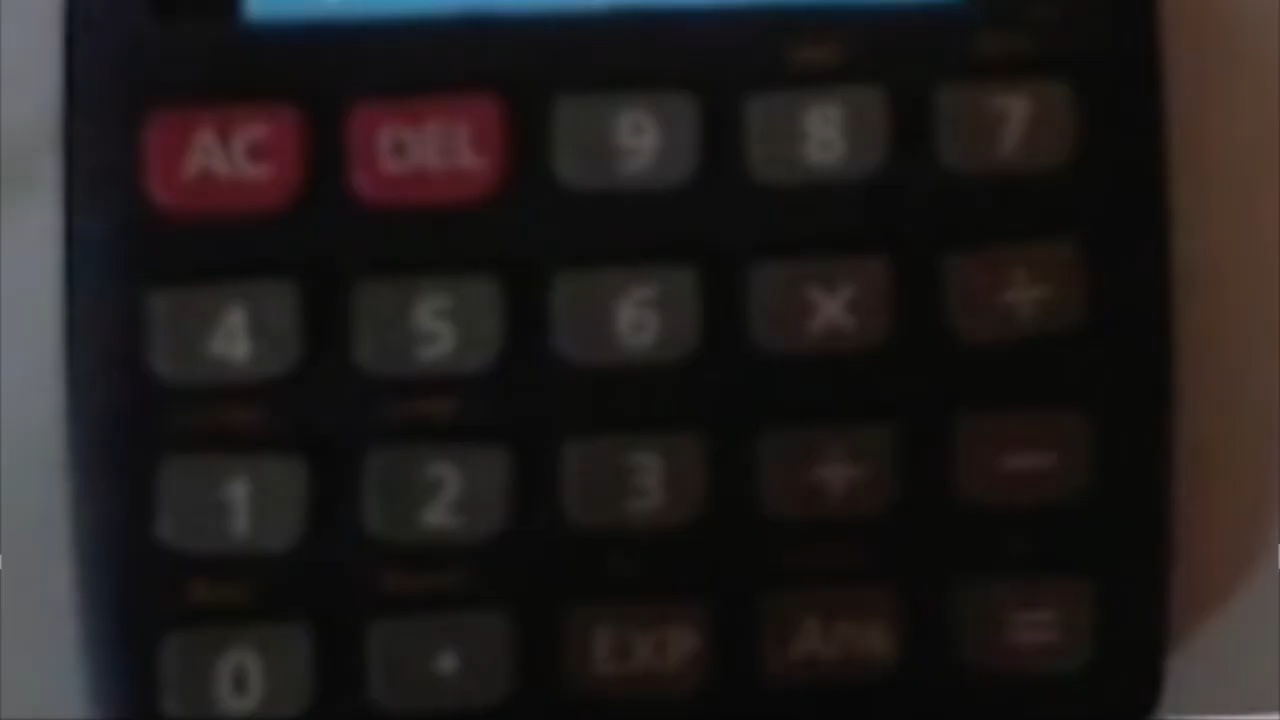 AC DEL 9 8 7
4 5 6 × ÷
1 2 3 + −
0 . EXP Ans =